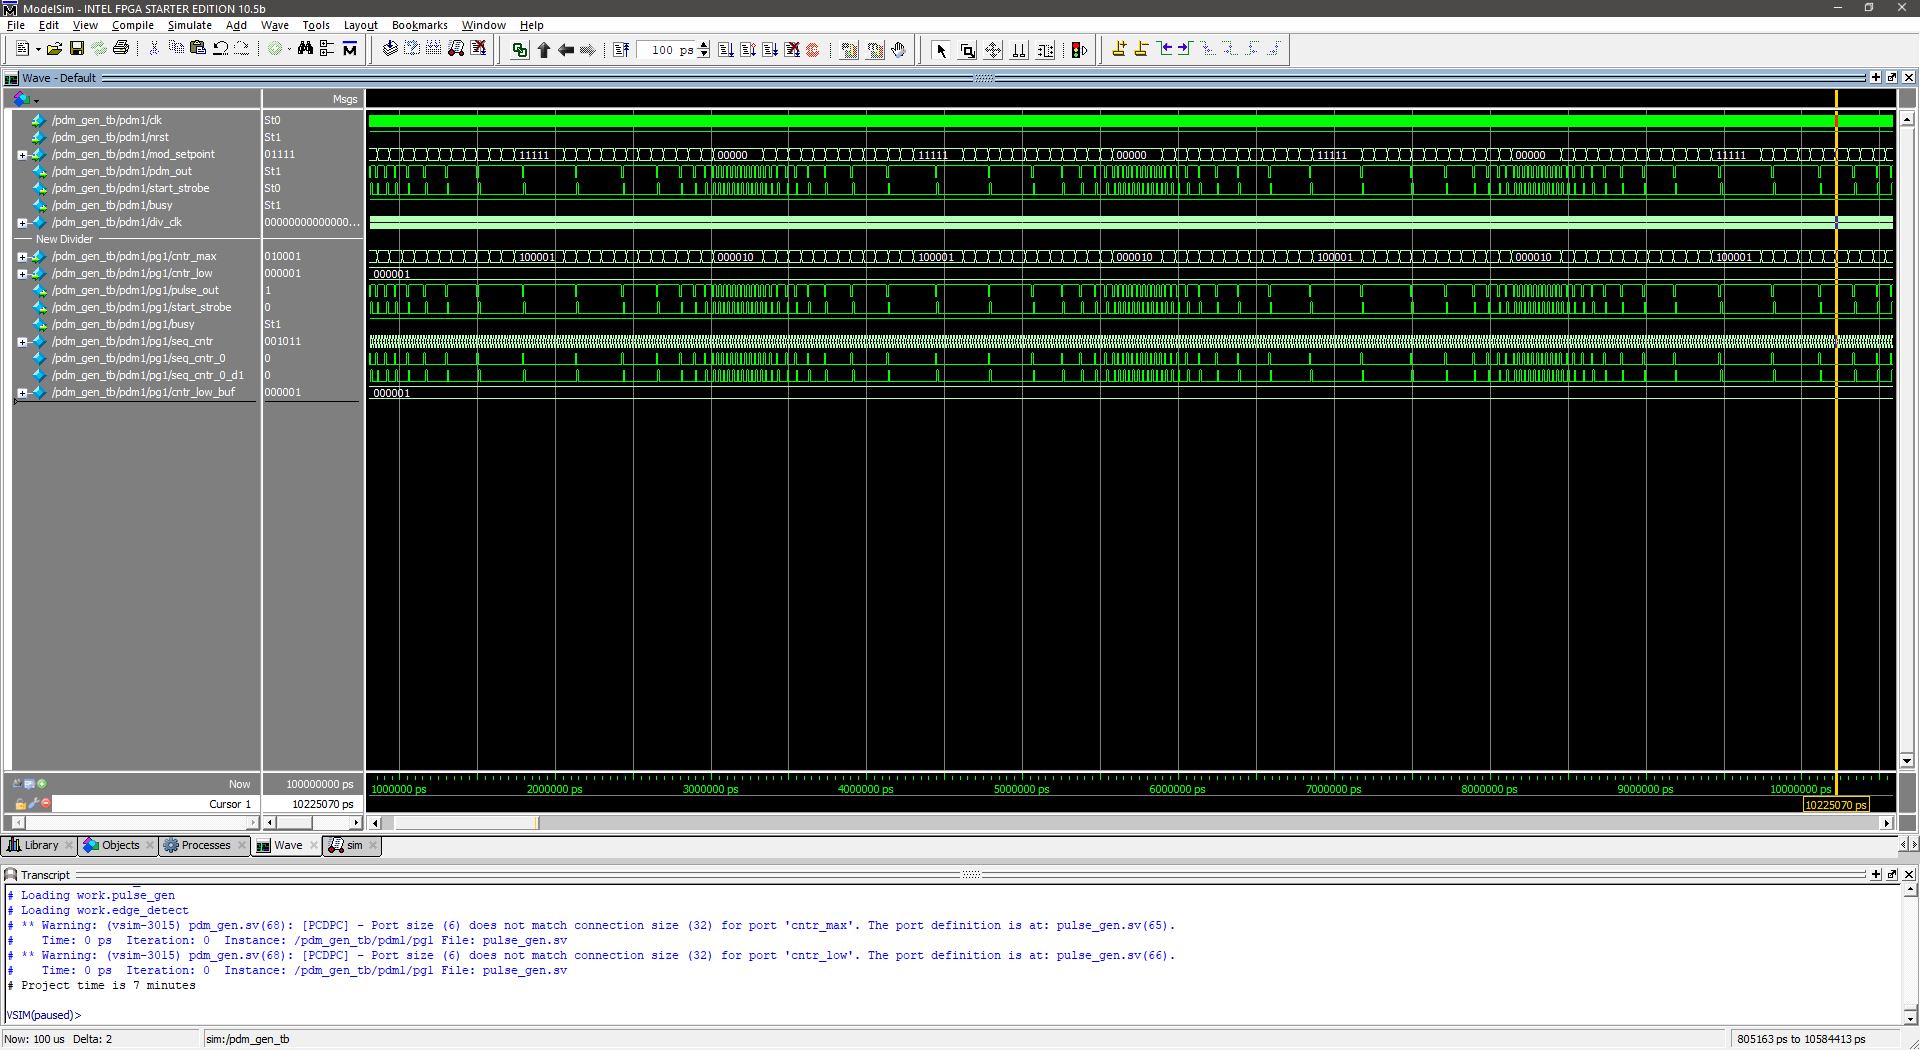 ModelSim - INTEL FPGA STARTER EDITION 10.5b
File Edit View Compile Simulate Add Wave Tools Layout Bookmarks Window Help
100 ps
Wave - Default
Msgs
/pdm_gen_tb/pdm1/clk St0
/pdm_gen_tb/pdm1/nrst St1
/pdm_gen_tb/pdm1/mod_setpoint 01111 11111 00000 11111 00000 11111 00000 11111
/pdm_gen_tb/pdm1/pdm_out St1
/pdm_gen_tb/pdm1/start_strobe St0
/pdm_gen_tb/pdm1/busy St1
/pdm_gen_tb/pdm1/div_clk 00000000000000...
New Divider
/pdm_gen_tb/pdm1/pg1/cntr_max 010001 100001 000010 100001 000010 100001 000010 100001
/pdm_gen_tb/pdm1/pg1/cntr_low 000001 000001
/pdm_gen_tb/pdm1/pg1/pulse_out 1
/pdm_gen_tb/pdm1/pg1/start_strobe 0
/pdm_gen_tb/pdm1/pg1/busy St1
/pdm_gen_tb/pdm1/pg1/seq_cntr 001011
/pdm_gen_tb/pdm1/pg1/seq_cntr_0 0
/pdm_gen_tb/pdm1/pg1/seq_cntr_0_d1 0
/pdm_gen_tb/pdm1/pg1/cntr_low_buf 000001 000001
Now 100000000 ps 1000000 ps 2000000 ps 3000000 ps 4000000 ps 5000000 ps 6000000 ps 7000000 ps 8000000 ps 9000000 ps 10000000 ps
Cursor 1 10225070 ps 10225070 ps
Library Objects Processes Wave sim
Transcript
# Loading work.pulse_gen
# Loading work.edge_detect
# ** Warning: (vsim-3015) pdm_gen.sv(68): [PCDPC] - Port size (6) does not match connection size (32) for port 'cntr_max'. The port definition is at: pulse_gen.sv(65).
# Time: 0 ps Iteration: 0 Instance: /pdm_gen_tb/pdm1/pg1 File: pulse_gen.sv
# ** Warning: (vsim-3015) pdm_gen.sv(68): [PCDPC] - Port size (6) does not match connection size (32) for port 'cntr_low'. The port definition is at: pulse_gen.sv(66).
# Time: 0 ps Iteration: 0 Instance: /pdm_gen_tb/pdm1/pg1 File: pulse_gen.sv
# Project time is 7 minutes
VSIM(paused)>
Now: 100 us Delta: 2 sim:/pdm_gen_tb 805163 ps to 10584413 ps